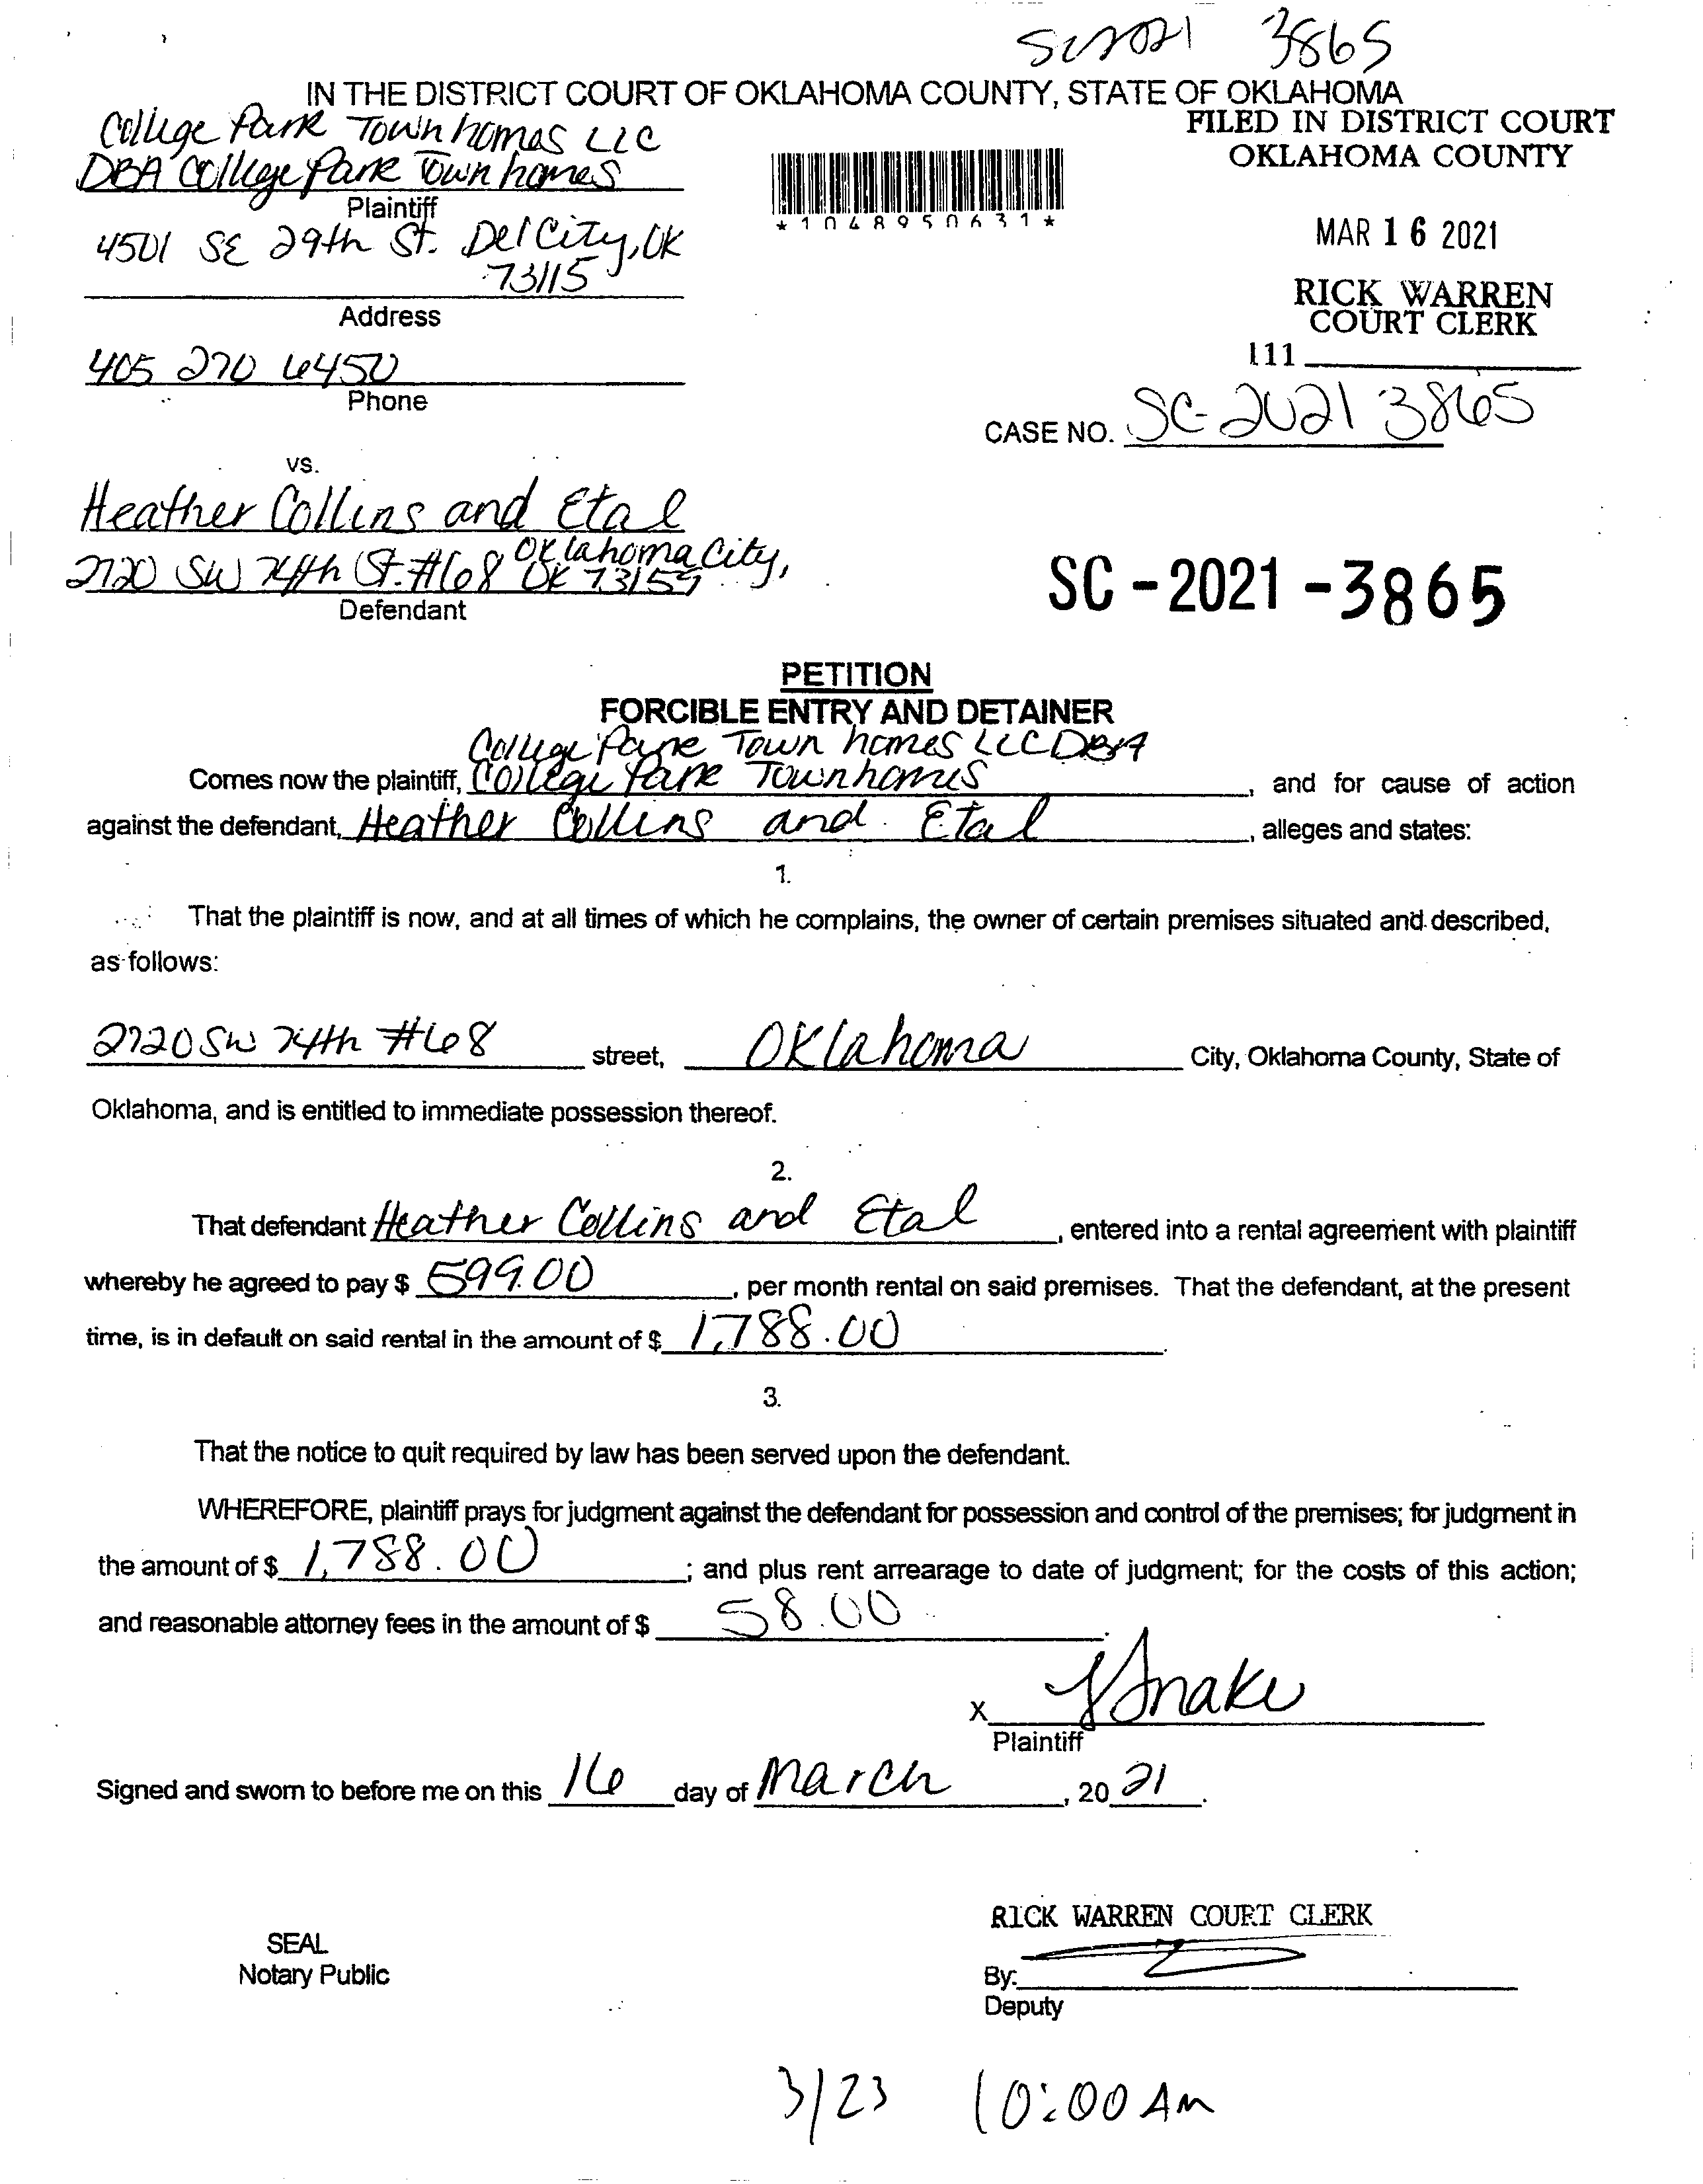 SC2021 3865
IN THE DISTRICT COURT OF OKLAHOMA COUNTY, STATE OF OKLAHOMA
College Park Town homes LLC
DBA College Park Town homes
Plaintiff
4501 SE 29th St. Del City, OK
73115
Address
405 270 6450
Phone
*1048950631*
FILED IN DISTRICT COURT
OKLAHOMA COUNTY
MAR 16 2021
RICK WARREN
COURT CLERK
111
CASE NO. SC-2021 3865
vs.
Heather Collins and Etal
2720 SW 74th St. #68 Oklahoma City,
OK 73159
Defendant
SC-2021-3865
PETITION
FORCIBLE ENTRY AND DETAINER
College Park Town homes LLC DBA
Comes now the plaintiff, College Park Townhomes, and for cause of action
against the defendant, Heather Collins and Etal, alleges and states:
1.
That the plaintiff is now, and at all times of which he complains, the owner of certain premises situated and described,
as follows:
2720 SW 74th #68 street, Oklahoma City, Oklahoma County, State of
Oklahoma, and is entitled to immediate possession thereof.
2.
That defendant Heather Collins and Etal, entered into a rental agreement with plaintiff
whereby he agreed to pay $ 599.00, per month rental on said premises. That the defendant, at the present
time, is in default on said rental in the amount of $ 1,788.00.
3.
That the notice to quit required by law has been served upon the defendant.
WHEREFORE, plaintiff prays for judgment against the defendant for possession and control of the premises; for judgment in
the amount of $ 1,788.00; and plus rent arrearage to date of judgment; for the costs of this action;
and reasonable attorney fees in the amount of $ 58.00.
x
Plaintiff
Signed and sworn to before me on this 16 day of March, 20 21.
SEAL
Notary Public
RICK WARREN COURT CLERK
By:
Deputy
3/23 10:00 AM